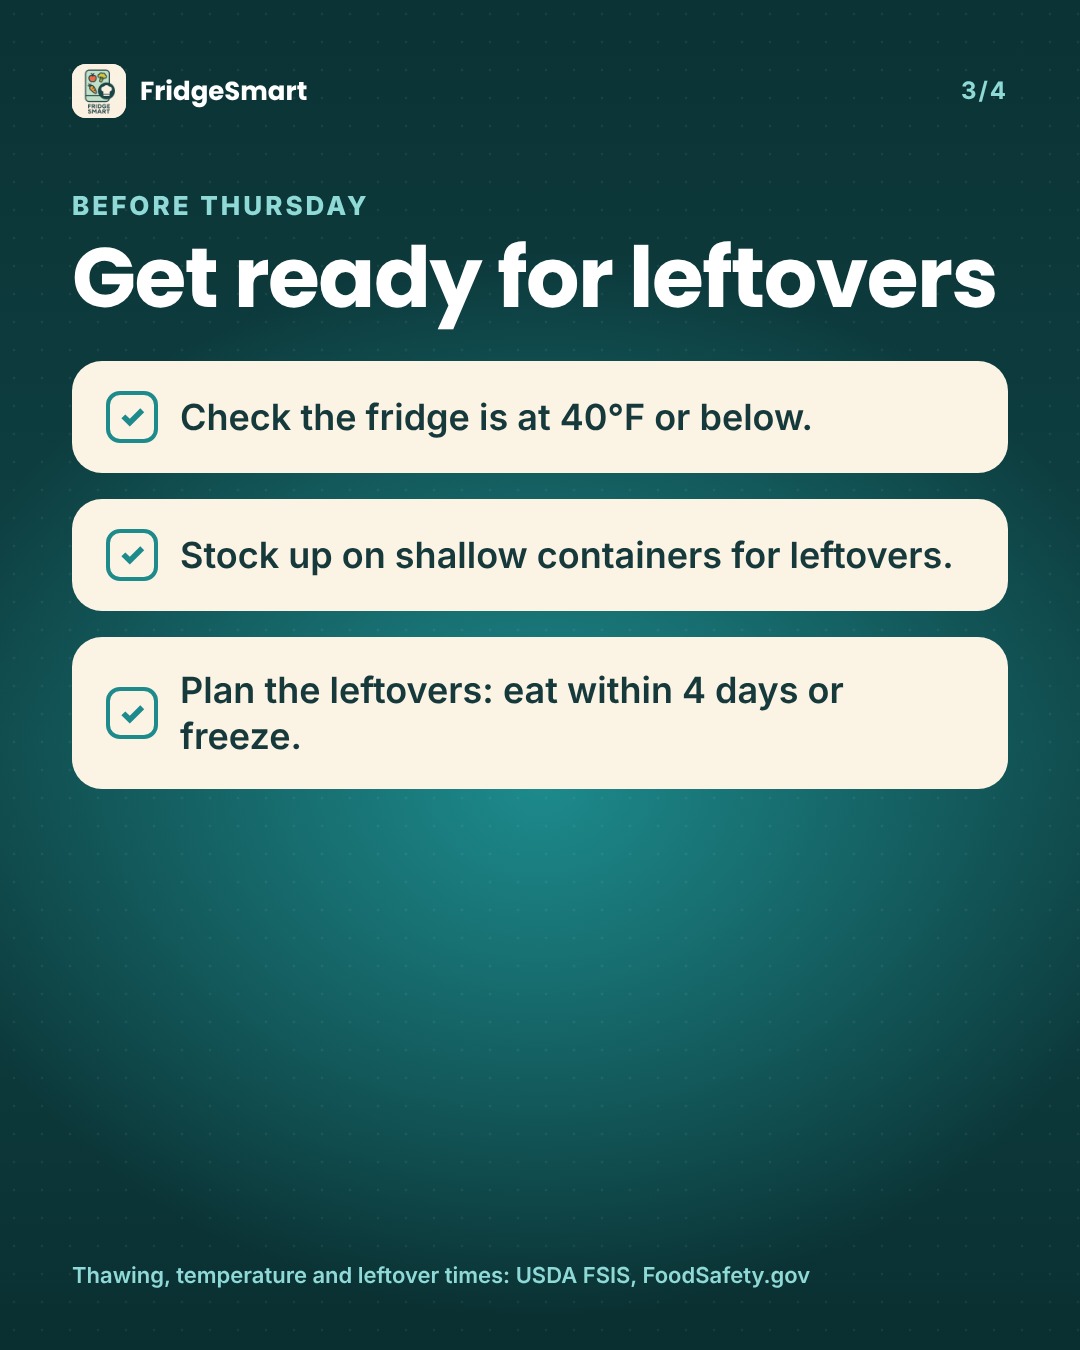 FRIDGE
SMART
FridgeSmart
3/4
BEFORE THURSDAY
Get ready for leftovers
Check the fridge is at 40°F or below.
Stock up on shallow containers for leftovers.
Plan the leftovers: eat within 4 days or
freeze.
Thawing, temperature and leftover times: USDA FSIS, FoodSafety.gov